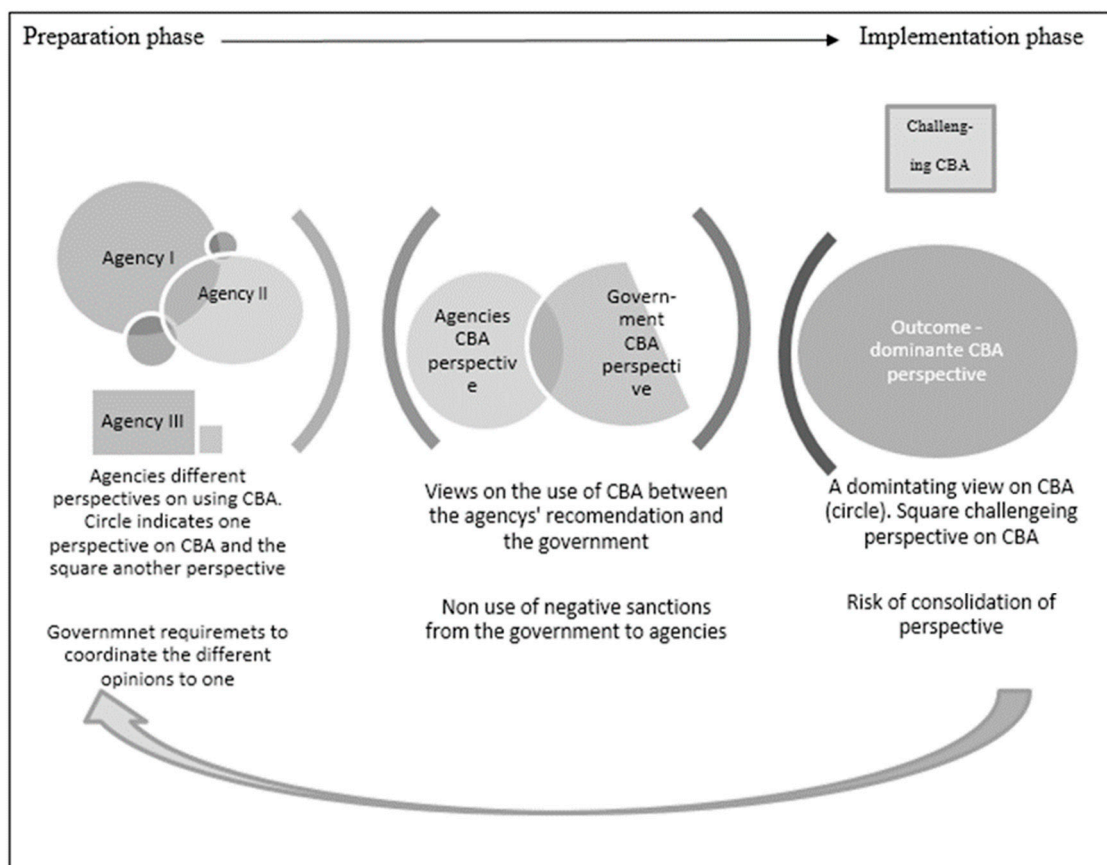 Preparation phase
Implementation phase
Challeng-
ing CBA
Agency I
Agency II
Agency III
Agencies different
perspectives on using CBA.
Circle indicates one
perspective on CBA and the
square another perspective
Governmnet requiremets to
coordinate the different
opinions to one
Agencies
CBA
perspectiv
e
Govern-
ment
CBA
perspecti
ve
Views on the use of CBA between
the agencys' recomendation and
the government
Non use of negative sanctions
from the government to agencies
Outcome -
dominante CBA
perspective
A domintating view on CBA
(circle). Square challengeing
perspective on CBA
Risk of consolidation of
perspective